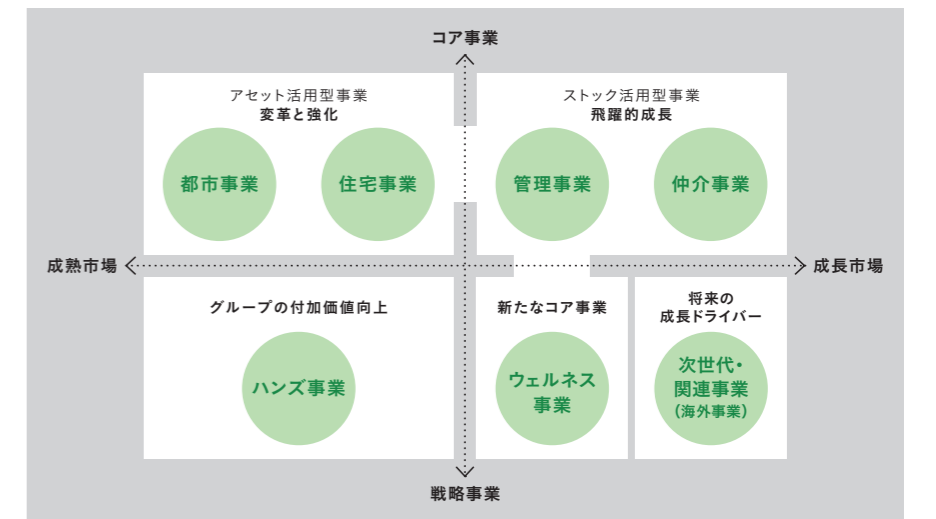 コア事業
アセット活用型事業
変革と強化
都市事業
住宅事業
ストック活用型事業
飛躍的成長
管理事業
仲介事業
成熟市場
成長市場
グループの付加価値向上
ハンズ事業
新たなコア事業
ウェルネス
事業
将来の
成長ドライバー
次世代・
関連事業
(海外事業)
戦略事業